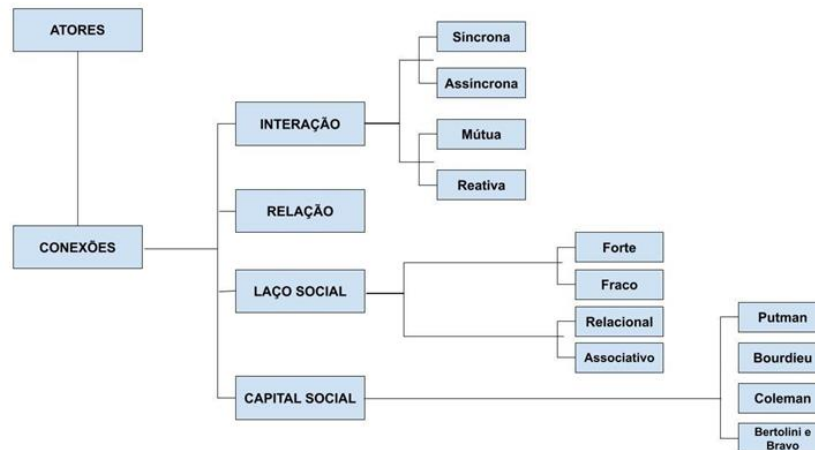 ATORES
CONEXÕES
INTERAÇÃO
Síncrona
Assíncrona
Mútua
Reativa
RELAÇÃO
LAÇO SOCIAL
Forte
Fraco
Relacional
Associativo
CAPITAL SOCIAL
Putman
Bourdieu
Coleman
Bertolini e
Bravo